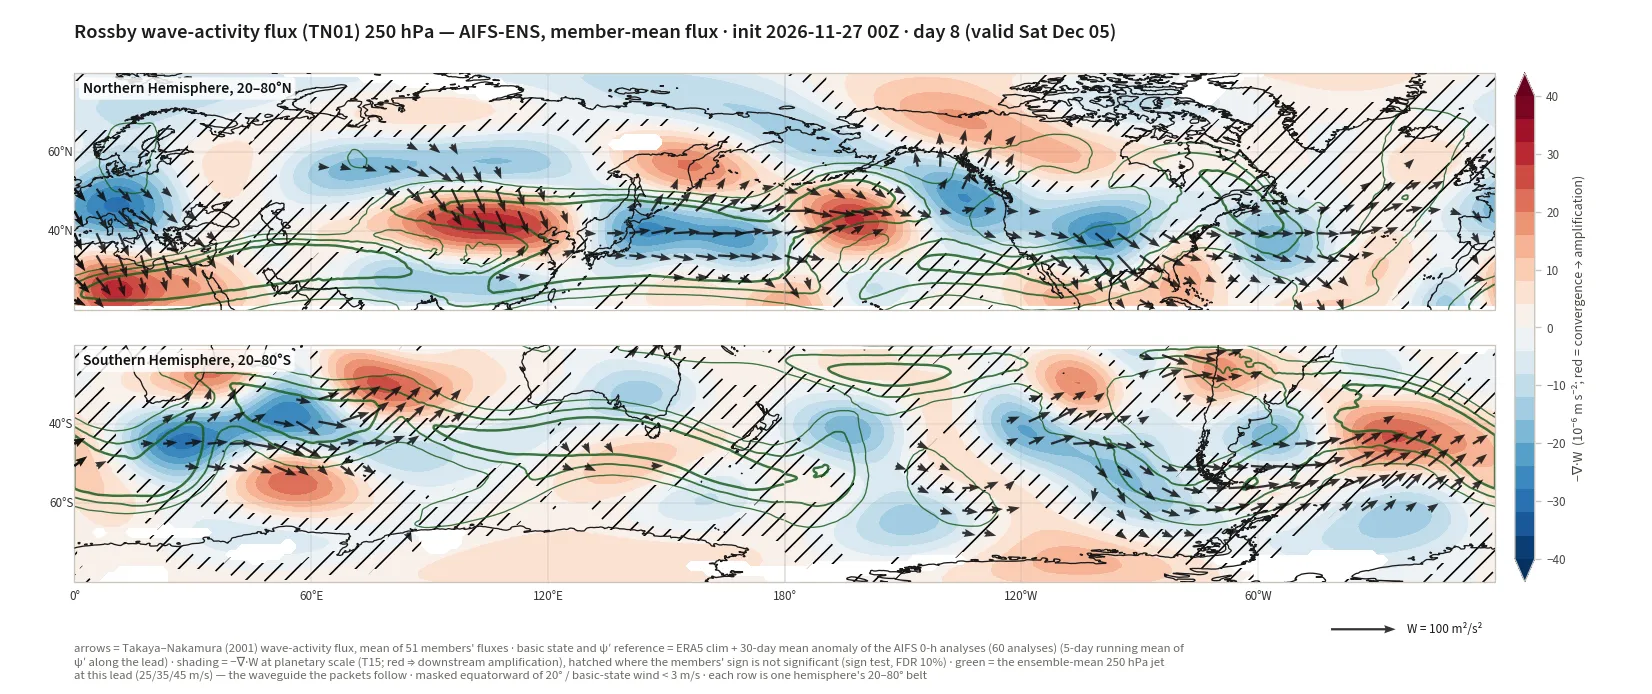 Rossby wave-activity flux (TN01) 250 hPa — AIFS-ENS, member-mean flux · init 2026-11-27 00Z · day 8 (valid Sat Dec 05)
Northern Hemisphere, 20–80°N
60°N
40°N
Southern Hemisphere, 20–80°S
40°S
60°S
0°
60°E
120°E
180°
120°W
60°W
40
30
20
10
0
−10
−20
−30
−40
−∇·W (10⁻⁶ m s⁻²; red = convergence → amplification)
W = 100 m²/s²
arrows = Takaya–Nakamura (2001) wave-activity flux, mean of 51 members' fluxes · basic state and ψ' reference = ERA5 clim + 30-day mean anomaly of the AIFS 0-h analyses (60 analyses) (5-day running mean of
ψ' along the lead) · shading = −∇·W at planetary scale (T15; red ⇒ downstream amplification), hatched where the members' sign is not significant (sign test, FDR 10%) · green = the ensemble-mean 250 hPa jet
at this lead (25/35/45 m/s) — the waveguide the packets follow · masked equatorward of 20° / basic-state wind < 3 m/s · each row is one hemisphere's 20–80° belt